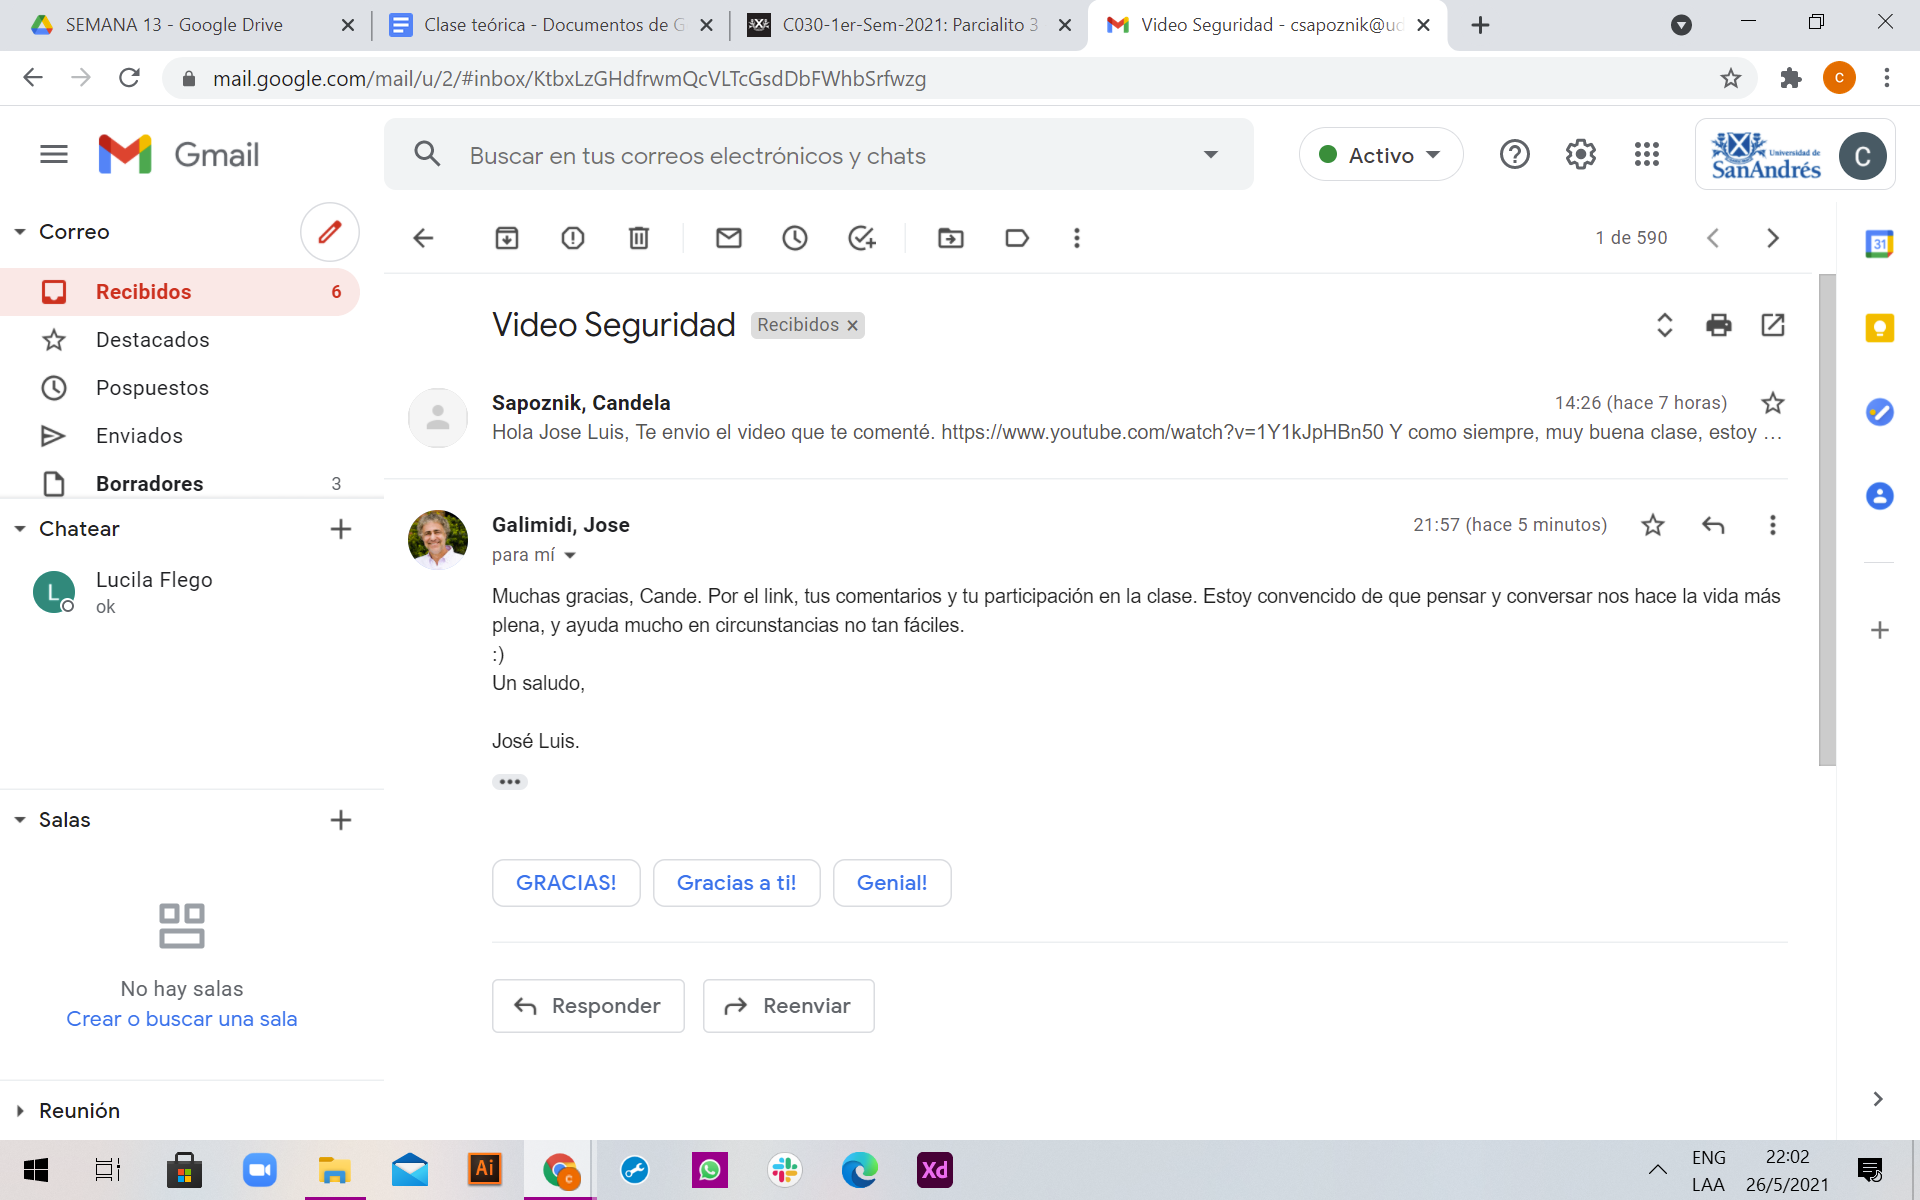 SEMANA 13 - Google Drive
Clase teórica - Documentos de G
C030-1er-Sem-2021: Parcialito 3
Video Seguridad - csapoznik@ud
mail.google.com/mail/u/2/#inbox/KtbxLzGHdfrwmQcVLTcGsdDbFWhbSrfwzg
C
Gmail
Buscar en tus correos electrónicos y chats
Activo
Universidad de
SanAndrés
C
Correo
Recibidos 6
Destacados
Pospuestos
Enviados
Borradores 3
Chatear
L
Lucila Flego
ok
Salas
No hay salas
Crear o buscar una sala
Reunión
1 de 590
31
Video Seguridad Recibidos
Sapoznik, Candela 14:26 (hace 7 horas)
Hola Jose Luis, Te envio el video que te comenté. https://www.youtube.com/watch?v=1Y1kJpHBn50 Y como siempre, muy buena clase, estoy …
Galimidi, Jose 21:57 (hace 5 minutos)
para mí
Muchas gracias, Cande. Por el link, tus comentarios y tu participación en la clase. Estoy convencido de que pensar y conversar nos hace la vida más
plena, y ayuda mucho en circunstancias no tan fáciles.
:)
Un saludo,
José Luis.
GRACIAS! Gracias a ti! Genial!
Responder Reenviar
Ai
C
Xd
ENG 22:02
LAA 26/5/2021